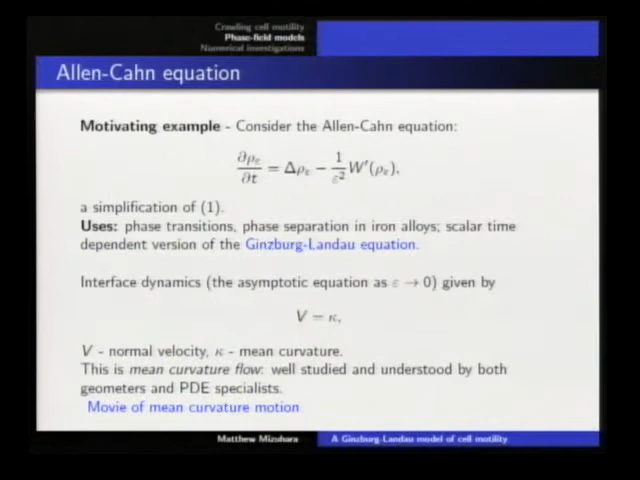 Crawling cell motility
Phase-field models
Numerical investigations
Allen-Cahn equation
Motivating example - Consider the Allen-Cahn equation:
∂ρε/∂t = Δρε − 1/ε² W′(ρε),
a simplification of (1).
Uses: phase transitions, phase separation in iron alloys; scalar time
dependent version of the Ginzburg-Landau equation.
Interface dynamics (the asymptotic equation as ε → 0) given by
V = κ,
V - normal velocity, κ - mean curvature.
This is mean curvature flow: well studied and understood by both
geometers and PDE specialists.
Movie of mean curvature motion
Matthew Mizuhara
A Ginzburg-Landau model of cell motility